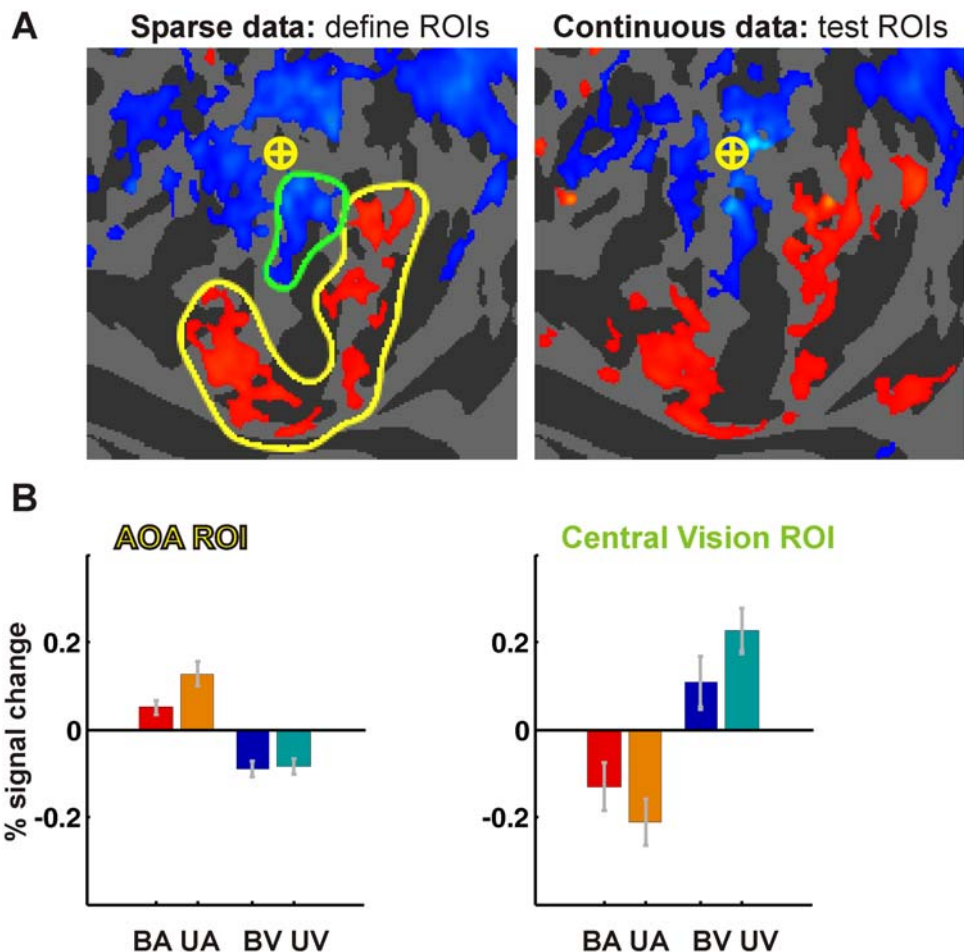 A
Sparse data: define ROIs
Continuous data: test ROIs
B
AOA ROI
Central Vision ROI
% signal change
0.2
0
-0.2
BA UA BV UV
0.2
0
-0.2
BA UA BV UV